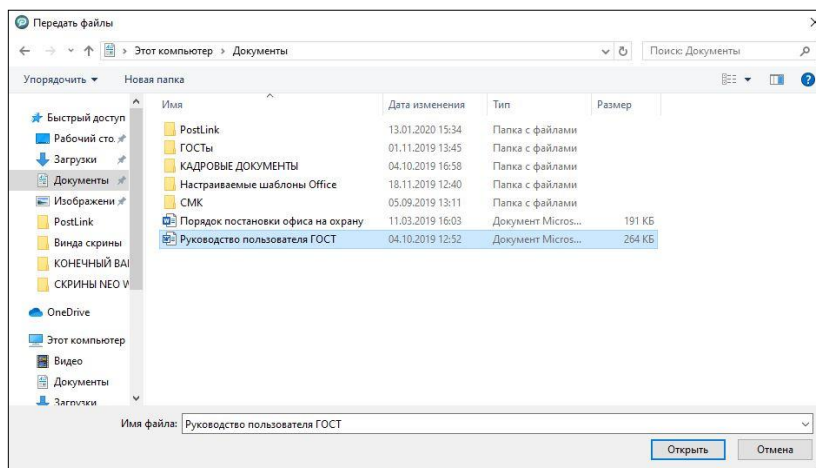 Передать файлы
Этот компьютер > Документы
Поиск: Документы
Упорядочить
Новая папка
Имя Дата изменения Тип Размер
Быстрый доступ
Рабочий сто.
Загрузки
Документы
Изображени
PostLink
Винда скрины
КОНЕЧНЫЙ ВАІ
СКРИНЫ NEO W
OneDrive
Этот компьютер
Видео
Документы
Загрузки
PostLink 13.01.2020 15:34 Папка с файлами
ГОСТы 01.11.2019 13:45 Папка с файлами
КАДРОВЫЕ ДОКУМЕНТЫ 04.10.2019 16:58 Папка с файлами
Настраиваемые шаблоны Office 18.11.2019 12:40 Папка с файлами
СМК 05.09.2019 13:11 Папка с файлами
Порядок постановки офиса на охрану 11.03.2019 16:03 Документ Micros... 191 КБ
Руководство пользователя ГОСТ 04.10.2019 12:52 Документ Micros... 264 КБ
Имя файла: Руководство пользователя ГОСТ
Открыть
Отмена